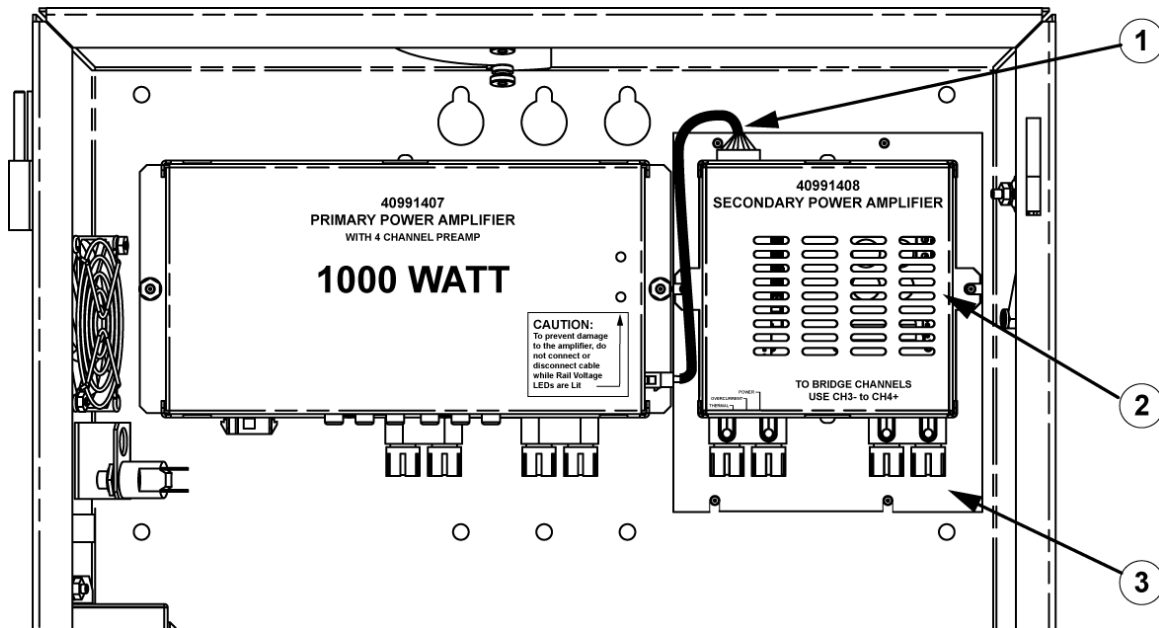 1
40991407
PRIMARY POWER AMPLIFIER
WITH 4 CHANNEL PREAMP
1000 WATT
CAUTION:
To prevent damage
to the amplifier, do
not connect or
disconnect cable
while Rail Voltage
LEDs are Lit
40991408
SECONDARY POWER AMPLIFIER
TO BRIDGE CHANNELS
USE CH3- to CH4+
POWER
OVERCURRENT
THERMAL
2
3